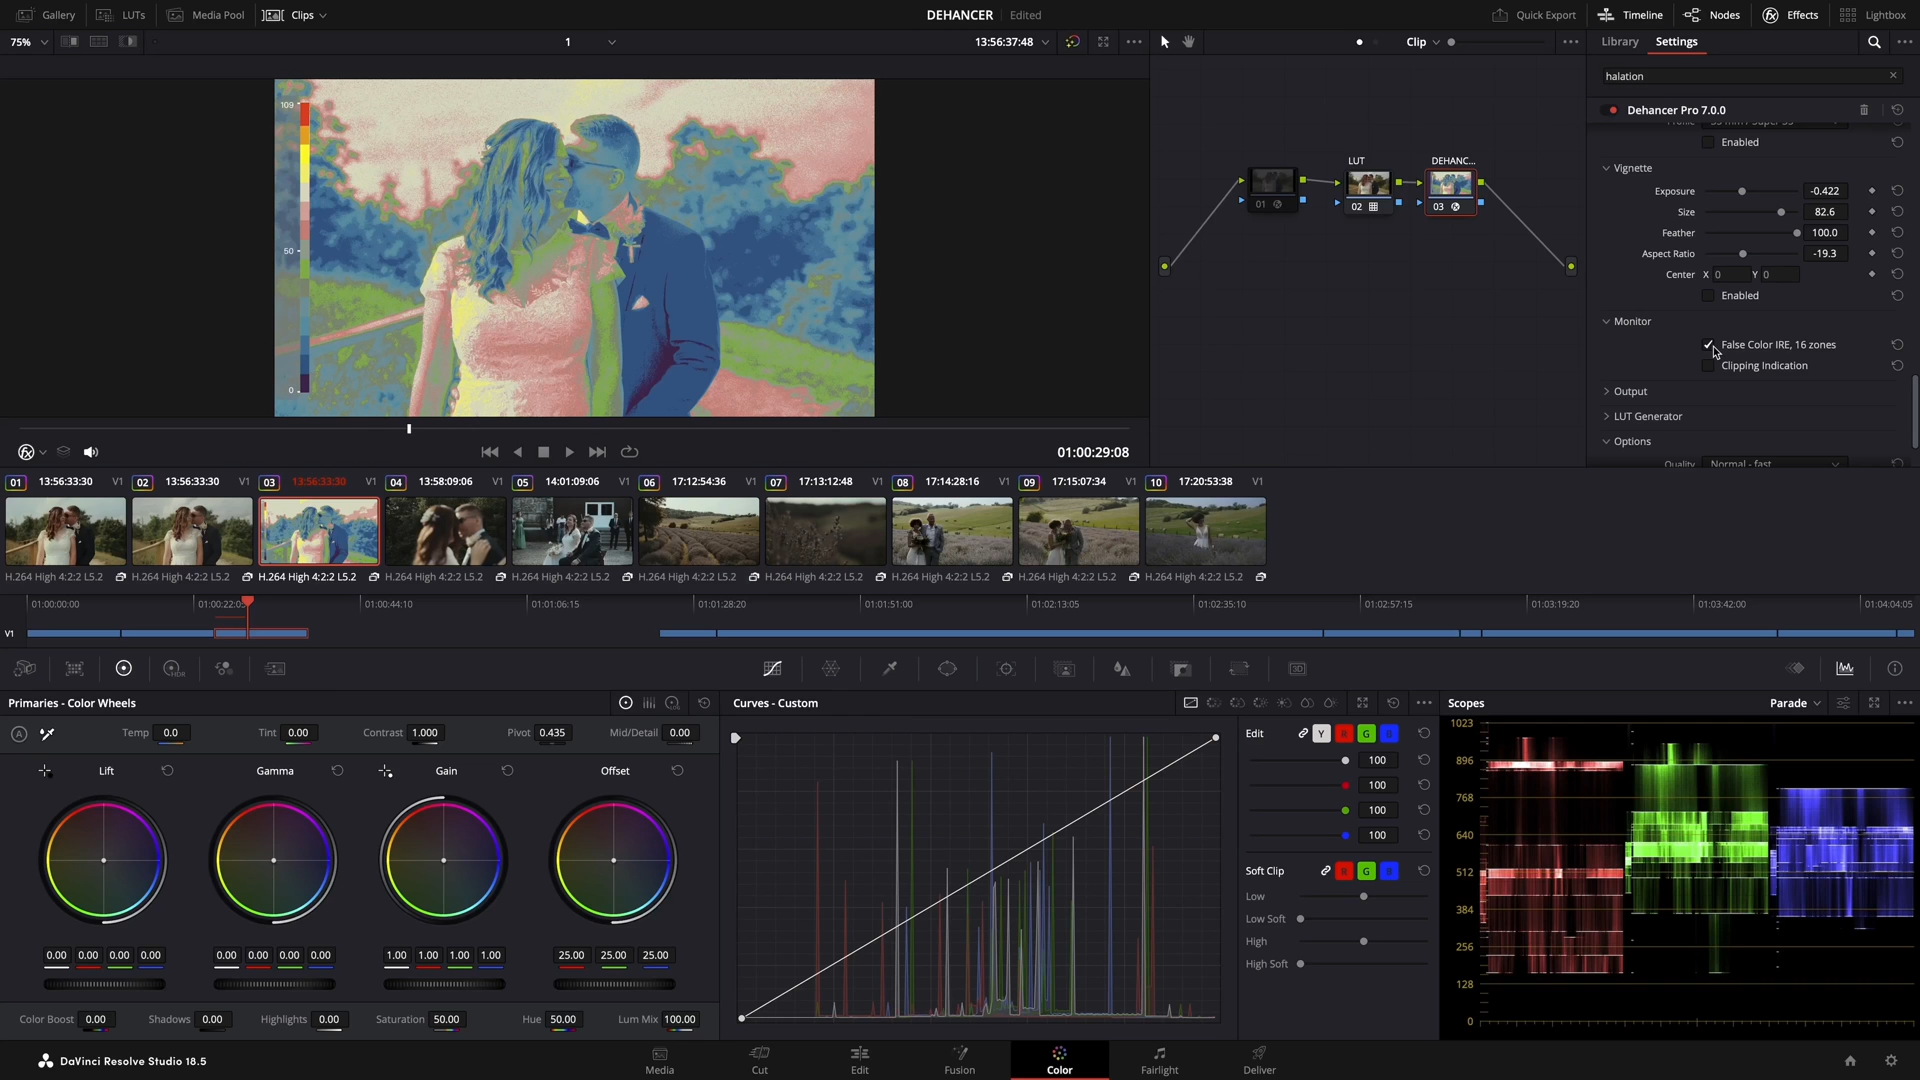 Gallery LUTs Media Pool Clips DEHANCER Edited Quick Export Timeline Nodes Effects Lightbox
75% 1 13:56:37:48 Clip Library Settings
halation
Dehancer Pro 7.0.0
Enabled
Vignette
Exposure -0.422
Size 82.6
Feather 100.0
Aspect Ratio -19.3
Center X 0 Y 0
Enabled
Monitor
False Color IRE, 16 zones
Clipping Indication
Output
LUT Generator
Options
Quality Normal - fast
109
50
0
01
LUT
02
DEHANC...
03
01:00:29:08
01 13:56:33:30 V1 02 13:56:33:30 V1 03 13:56:33:30 V1 04 13:58:09:06 V1 05 14:01:09:06 V1 06 17:12:54:36 V1 07 17:13:12:48 V1 08 17:14:28:16 V1 09 17:15:07:34 V1 10 17:20:53:38 V1
H.264 High 4:2:2 L5.2 H.264 High 4:2:2 L5.2 H.264 High 4:2:2 L5.2 H.264 High 4:2:2 L5.2 H.264 High 4:2:2 L5.2 H.264 High 4:2:2 L5.2 H.264 High 4:2:2 L5.2 H.264 High 4:2:2 L5.2 H.264 High 4:2:2 L5.2 H.264 High 4:2:2 L5.2
01:00:00:00 01:00:22:05 01:00:44:10 01:01:06:15 01:01:28:20 01:01:51:00 01:02:13:05 01:02:35:10 01:02:57:15 01:03:19:20 01:03:42:00 01:04:04:05
V1
HDR 3D
Primaries - Color Wheels
A Temp 0.0 Tint 0.00 Contrast 1.000 Pivot 0.435 Mid/Detail 0.00
Lift Gamma Gain Offset
0.00 0.00 0.00 0.00 0.00 0.00 0.00 0.00 1.00 1.00 1.00 1.00 25.00 25.00 25.00
Color Boost 0.00 Shadows 0.00 Highlights 0.00 Saturation 50.00 Hue 50.00 Lum Mix 100.00
Curves - Custom
Edit Y R G B
100
100
100
100
Soft Clip R G B
Low
Low Soft
High
High Soft
Scopes Parade
1023
896
768
640
512
384
256
128
0
DaVinci Resolve Studio 18.5
Media Cut Edit Fusion Color Fairlight Deliver